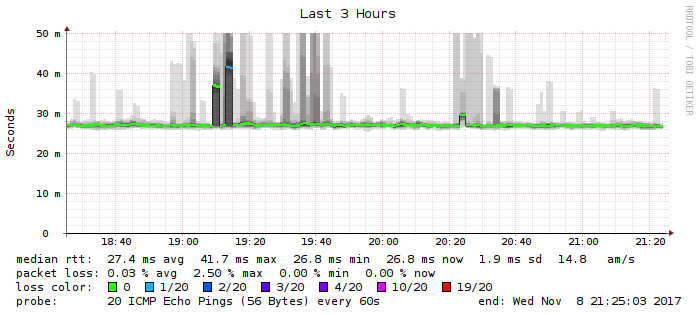 Last 3 Hours
RRDTOOL / TOBI OETIKER
Seconds
50 m
40 m
30 m
20 m
10 m
0
18:40 19:00 19:20 19:40 20:00 20:20 20:40 21:00 21:20
median rtt: 27.4 ms avg 41.7 ms max 26.8 ms min 26.8 ms now 1.9 ms sd 14.8 am/s
packet loss: 0.03 % avg 2.50 % max 0.00 % min 0.00 % now
loss color: 0 1/20 2/20 3/20 4/20 10/20 19/20
probe: 20 ICMP Echo Pings (56 Bytes) every 60s end: Wed Nov 8 21:25:03 2017